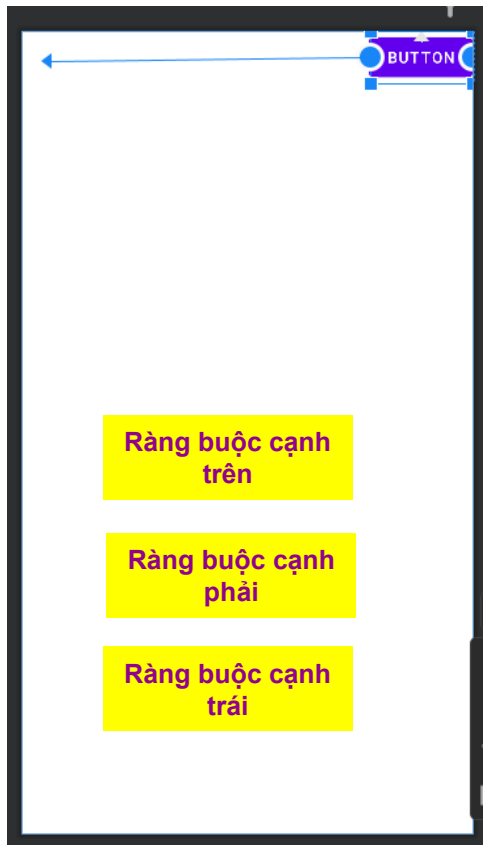 BUTTON
Ràng buộc cạnh
trên
Ràng buộc cạnh
phải
Ràng buộc cạnh
trái